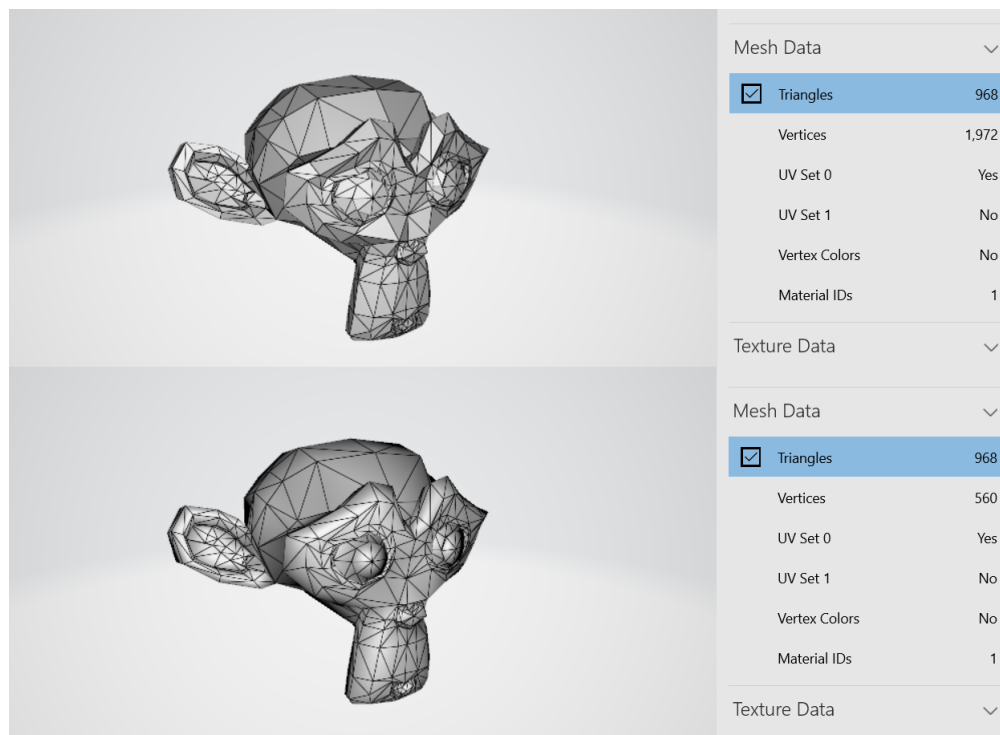 Mesh Data
Triangles 968
Vertices 1,972
UV Set 0 Yes
UV Set 1 No
Vertex Colors No
Material IDs 1
Texture Data
Mesh Data
Triangles 968
Vertices 560
UV Set 0 Yes
UV Set 1 No
Vertex Colors No
Material IDs 1
Texture Data